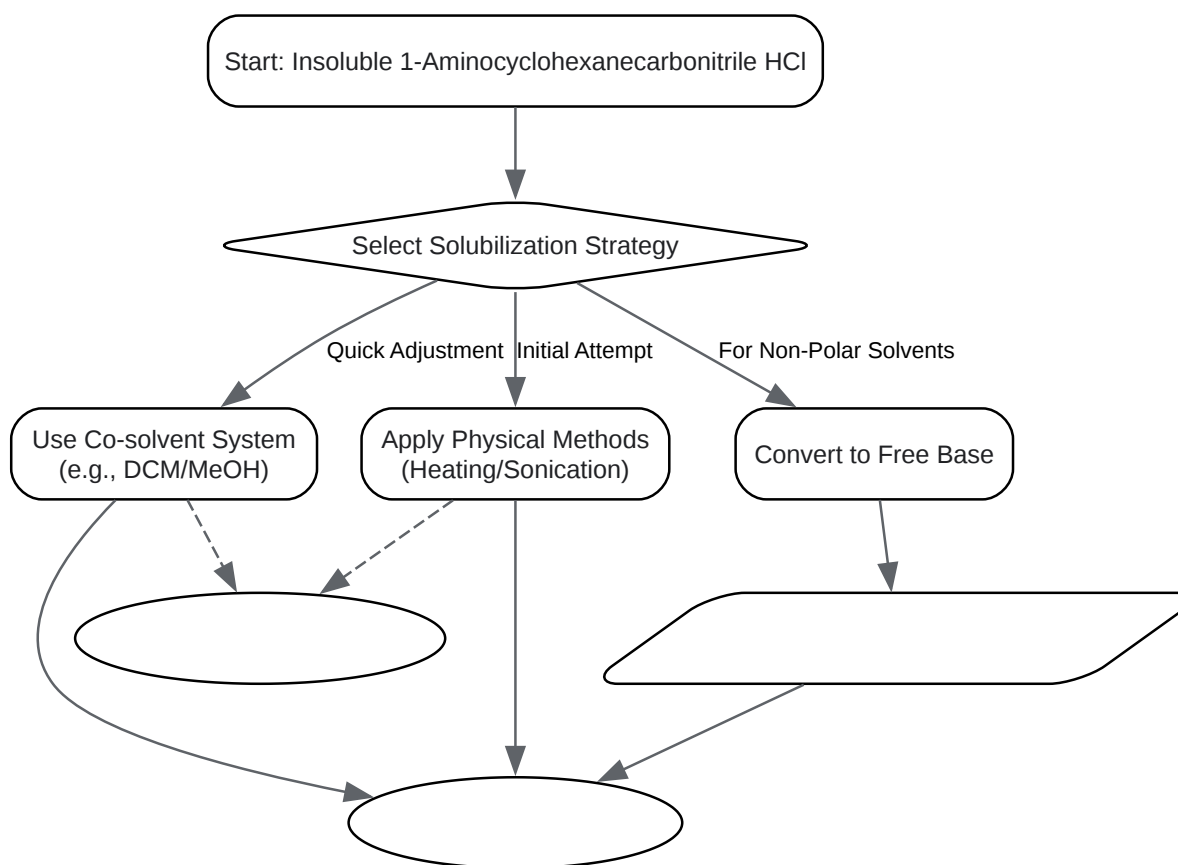 Start: Insoluble 1-Aminocyclohexanecarbonitrile HCl
Select Solubilization Strategy
Quick Adjustment
Initial Attempt
For Non-Polar Solvents
Use Co-solvent System
(e.g., DCM/MeOH)
Apply Physical Methods
(Heating/Sonication)
Convert to Free Base